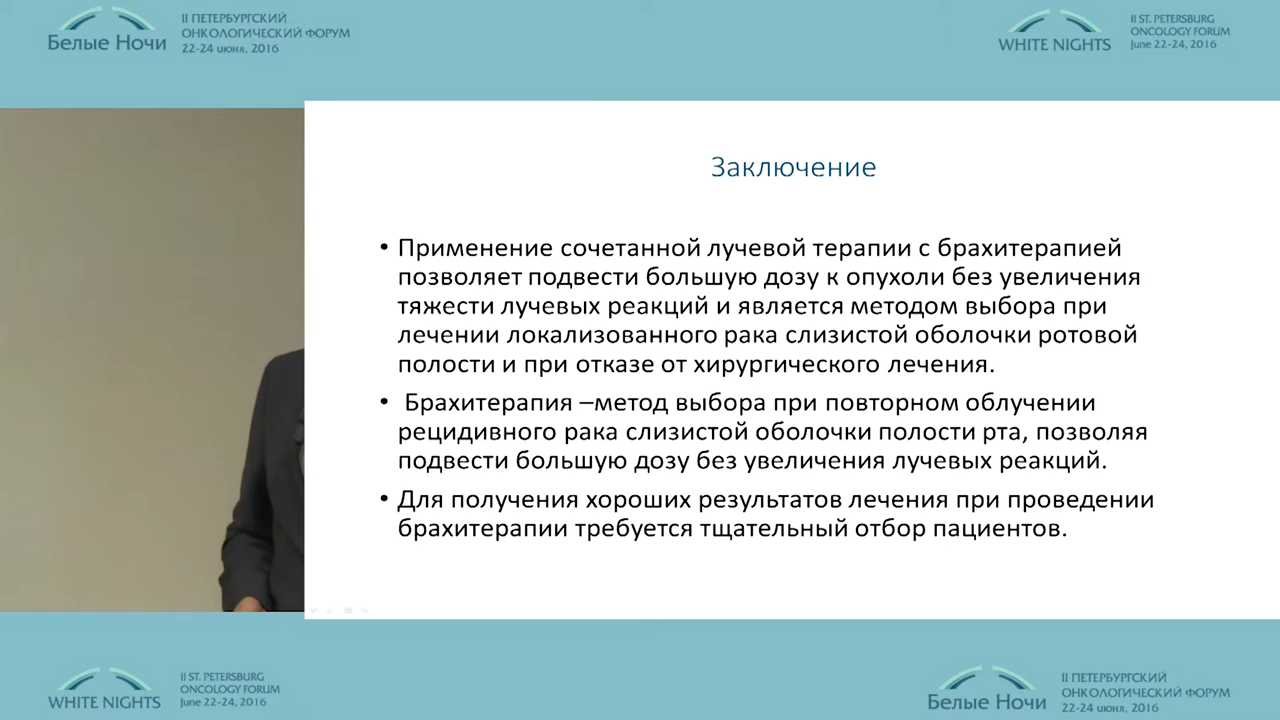 Белые Ночи
II ПЕТЕРБУРГСКИЙ
ОНКОЛОГИЧЕСКИЙ ФОРУМ
22-24 июня, 2016
WHITE NIGHTS
II ST. PETERSBURG
ONCOLOGY FORUM
June 22-24, 2016
Заключение
• Применение сочетанной лучевой терапии с брахитерапией
позволяет подвести большую дозу к опухоли без увеличения
тяжести лучевых реакций и является методом выбора при
лечении локализованного рака слизистой оболочки ротовой
полости и при отказе от хирургического лечения.
• Брахитерапия –метод выбора при повторном облучении
рецидивного рака слизистой оболочки полости рта, позволяя
подвести большую дозу без увеличения лучевых реакций.
• Для получения хороших результатов лечения при проведении
брахитерапии требуется тщательный отбор пациентов.
WHITE NIGHTS
II ST. PETERSBURG
ONCOLOGY FORUM
June 22-24, 2016
Белые Ночи
II ПЕТЕРБУРГСКИЙ
ОНКОЛОГИЧЕСКИЙ ФОРУМ
22-24 июня, 2016